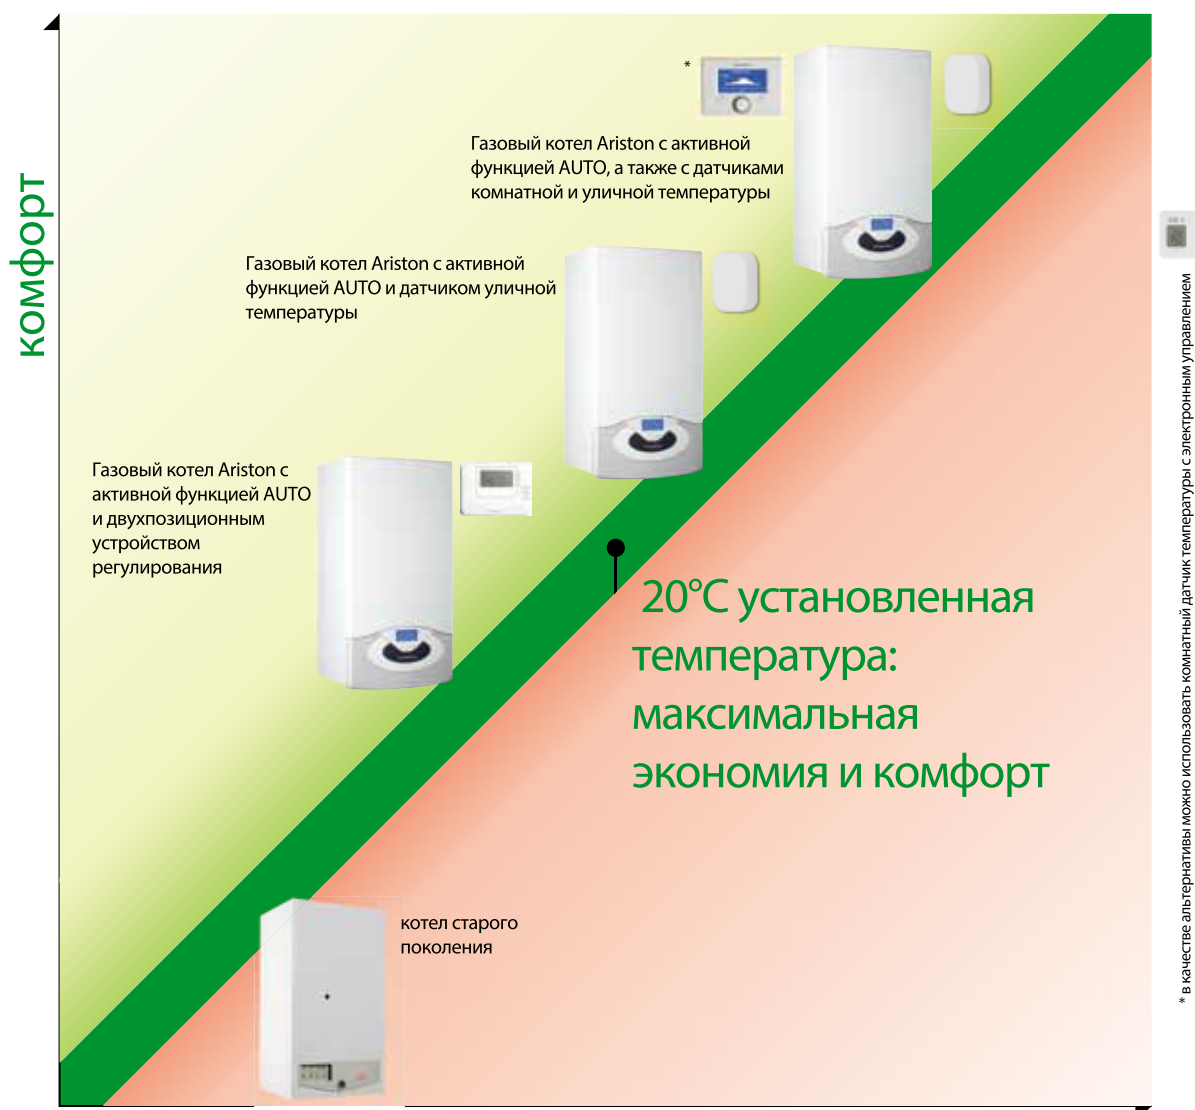 *
Газовый котел Ariston с активной
функцией AUTO, а также с датчиками
комнатной и уличной температуры
комфорт
Газовый котел Ariston с активной
функцией AUTO и датчиком уличной
температуры
Газовый котел Ariston с
активной функцией AUTO
и двухпозиционным
устройством
регулирования
20°C установленная
температура:
максимальная
экономия и комфорт
котел старого
поколения
* в качестве альтернативы можно использовать комнатный датчик температуры с электронным управлением